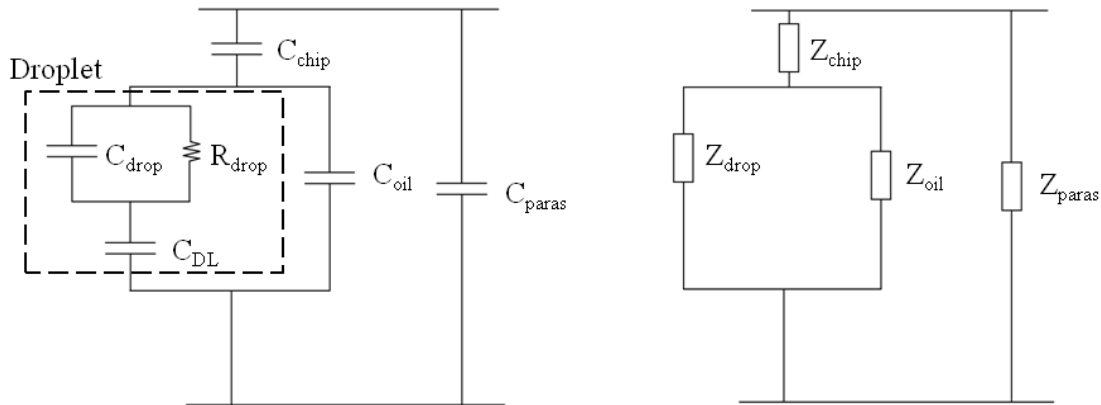 C_chip
Droplet
C_drop
R_drop
C_DL
C_oil
C_paras
Z_chip
Z_drop
Z_oil
Z_paras